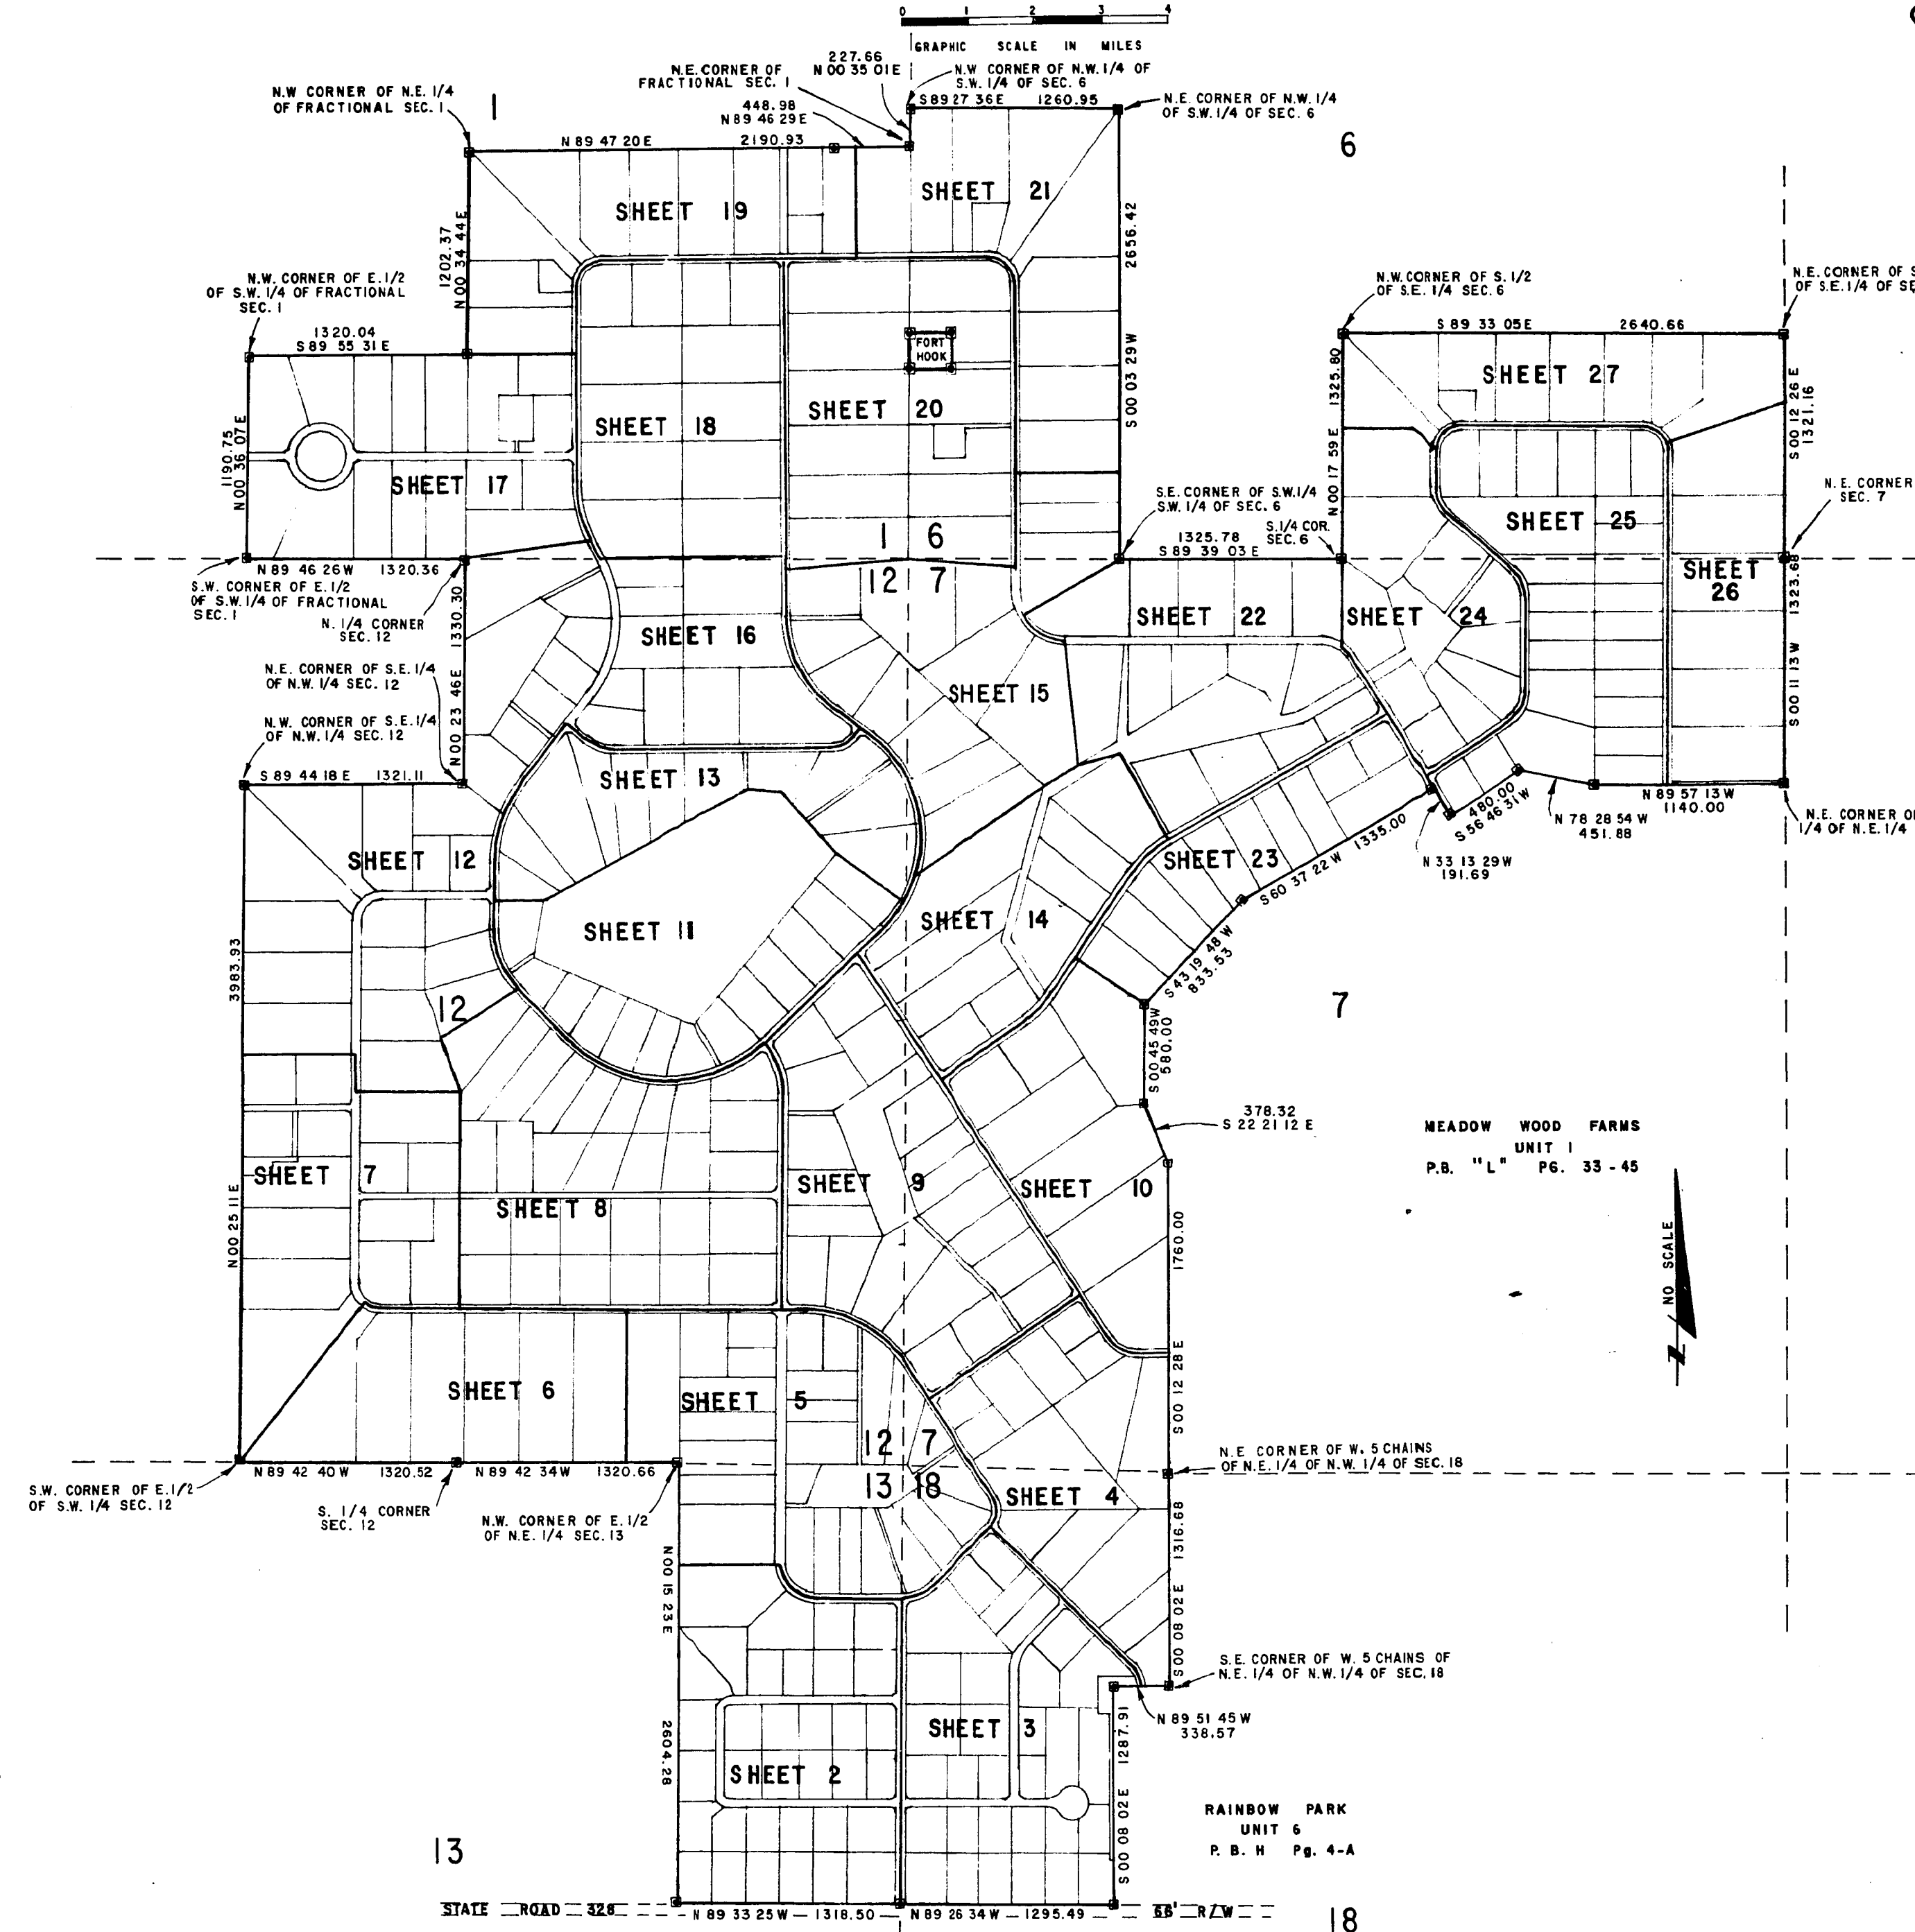 0 1 2 3 4
GRAPHIC SCALE IN MILES
227.66
N 00 35 01 E
N.E. CORNER OF
FRACTIONAL SEC. 1
N.W CORNER OF N.W. 1/4 OF
S.W. 1/4 OF SEC. 6
N.W CORNER OF N.E. 1/4
OF FRACTIONAL SEC. 1
1
448.98
N 89 46 29 E
S 89 27 36 E 1260.95
N.E. CORNER OF N.W. 1/4
OF S.W. 1/4 OF SEC. 6
N 89 47 20 E 2190.93
6
SHEET 19
SHEET 21
1202.37
N 00 34 44 E
2656.42
S 00 03 29 W
N.W. CORNER OF E. 1/2
OF S.W. 1/4 OF FRACTIONAL
SEC. 1
1320.04
S 89 55 31 E
N.W. CORNER OF S. 1/2
OF S.E. 1/4 SEC. 6
N.E. CORNER OF S
OF S.E. 1/4 OF SE
S 89 33 05 E 2640.66
FORT
HOOK
1325.80
N 00 17 59 E
SHEET 27
S 00 12 26 E
1321.16
SHEET 18
SHEET 20
1190.75
N 00 36 07 E
SHEET 17
N.E. CORNER
SEC. 7
S.E. CORNER OF S.W. 1/4
S.W. 1/4 OF SEC. 6
S. 1/4 COR.
SEC. 6
1325.78
S 89 39 03 E
SHEET 25
1 6
12 7
N 89 46 26 W 1320.36
S.W. CORNER OF E. 1/2
OF S.W. 1/4 OF FRACTIONAL
SEC. 1
N. 1/4 CORNER
SEC. 12
1330.30
N 00 23 46 E
SHEET 16
SHEET 22
SHEET 24
SHEET
26
1323.68
S 00 11 13 W
N.E. CORNER OF S.E. 1/4
OF N.W. 1/4 SEC. 12
SHEET 15
N.W. CORNER OF S.E. 1/4
OF N.W. 1/4 SEC. 12
S 89 44 18 E 1321.11
SHEET 13
480.00
S 56 46 31 W
N 89 57 13 W
1140.00
N 78 28 54 W
451.88
N.E. CORNER OF
1/4 OF N.E. 1/4
SHEET 12
SHEET 23
S 60 37 22 W 1335.00
N 33 13 29 W
191.69
SHEET 11
SHEET 14
3983.93
N 00 25 11 E
S 43 19 48 W
833.53
12
7
S 00 45 49 W
580.00
378.32
S 22 21 12 E
MEADOW WOOD FARMS
UNIT 1
P.B. "L" PG. 33 - 45
SHEET 7
SHEET 9
SHEET 10
SHEET 8
1760.00
S 00 12 28 E
NO SCALE
N
SHEET 6
SHEET 5
12 7
13 18
N.E CORNER OF W. 5 CHAINS
OF N.E. 1/4 OF N.W. 1/4 OF SEC. 18
N 89 42 40 W 1320.52 N 89 42 34 W 1320.66
S.W. CORNER OF E. 1/2
OF S.W. 1/4 SEC. 12
S. 1/4 CORNER
SEC. 12
N.W. CORNER OF E. 1/2
OF N.E. 1/4 SEC. 13
SHEET 4
1316.68
S 00 08 02 E
N 00 15 23 E
2604.28
S.E. CORNER OF W. 5 CHAINS OF
N.E. 1/4 OF N.W. 1/4 OF SEC. 18
N 89 51 45 W
338.57
SHEET 3
1287.91
S 00 08 02 E
SHEET 2
RAINBOW PARK
UNIT 6
P. B. H Pg. 4-A
13
STATE ROAD 328 N 89 33 25 W 1318.50 N 89 26 34 W 1295.49 66' R/W
18